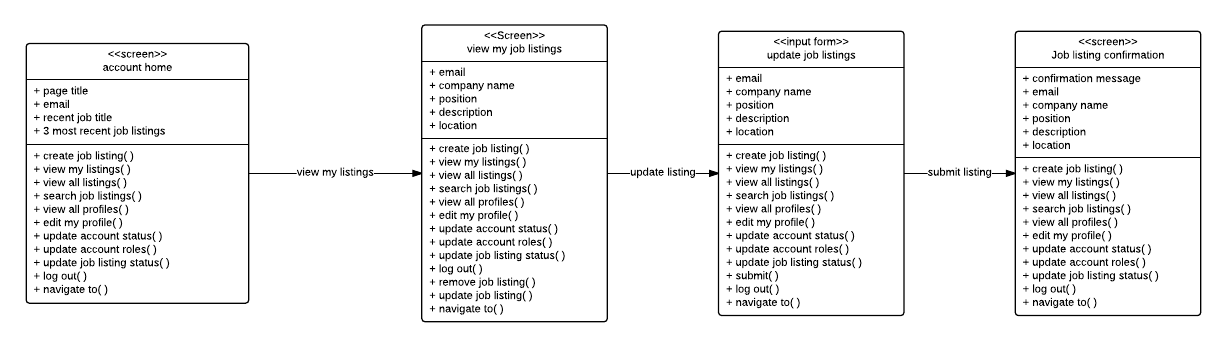 <<screen>>
account home
+ page title
+ email
+ recent job title
+ 3 most recent job listings
+ create job listing( )
+ view my listings( )
+ view all listings( )
+ search job listings( )
+ view all profiles( )
+ edit my profile( )
+ update account status( )
+ update account roles( )
+ update job listing status( )
+ log out( )
+ navigate to( )
view my listings
<<Screen>>
view my job listings
+ email
+ company name
+ position
+ description
+ location
+ create job listing( )
+ view my listings( )
+ view all listings( )
+ search job listings( )
+ view all profiles( )
+ edit my profile( )
+ update account status( )
+ update account roles( )
+ update job listing status( )
+ log out( )
+ remove job listing( )
+ update job listing( )
+ navigate to( )
update listing
<<input form>>
update job listings
+ email
+ company name
+ position
+ description
+ location
+ create job listing( )
+ view my listings( )
+ view all listings( )
+ search job listings( )
+ view all profiles( )
+ edit my profile( )
+ update account status( )
+ update account roles( )
+ update job listing status( )
+ submit( )
+ log out( )
+ navigate to( )
submit listing
<<screen>>
Job listing confirmation
+ confirmation message
+ email
+ company name
+ position
+ description
+ location
+ create job listing( )
+ view my listings( )
+ view all listings( )
+ search job listings( )
+ view all profiles( )
+ edit my profile( )
+ update account status( )
+ update account roles( )
+ update job listing status( )
+ log out( )
+ navigate to( )